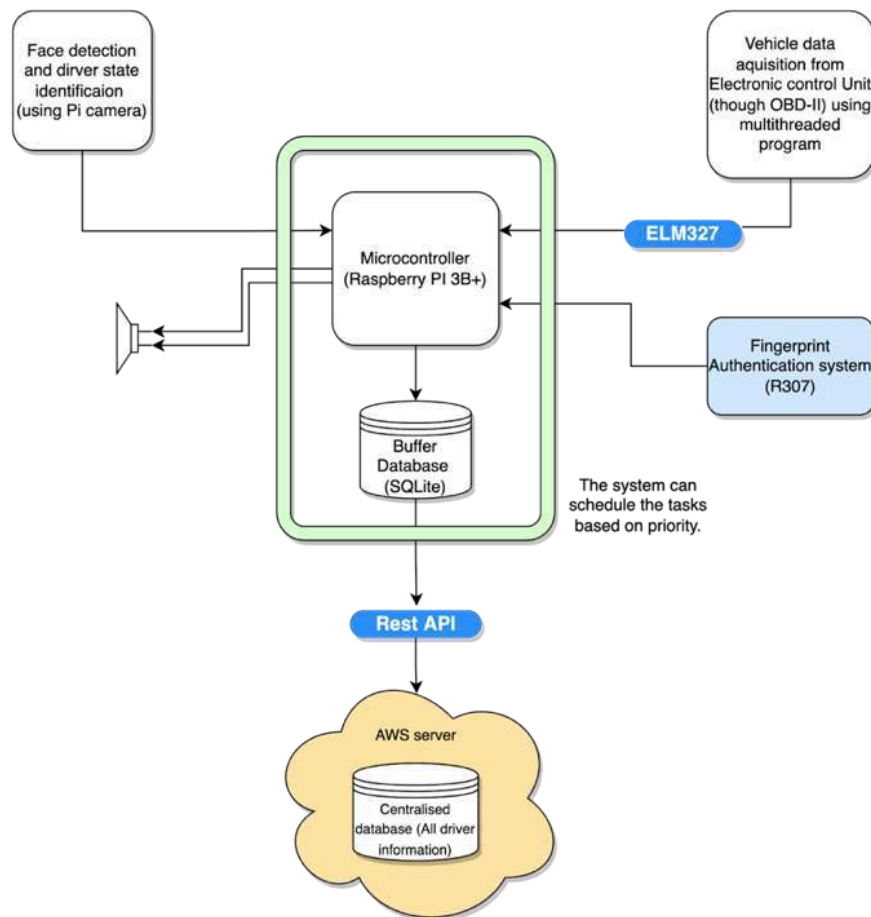 Face detection
and dirver state
identificaion
(using Pi camera)
Vehicle data
aquisition from
Electronic control Unit
(though OBD-II) using
multithreaded
program
ELM327
Microcontroller
(Raspberry PI 3B+)
Fingerprint
Authentication system
(R307)
Buffer
Database
(SQLite)
The system can
schedule the tasks
based on priority.
Rest API
AWS server
Centralised
database (All driver
information)